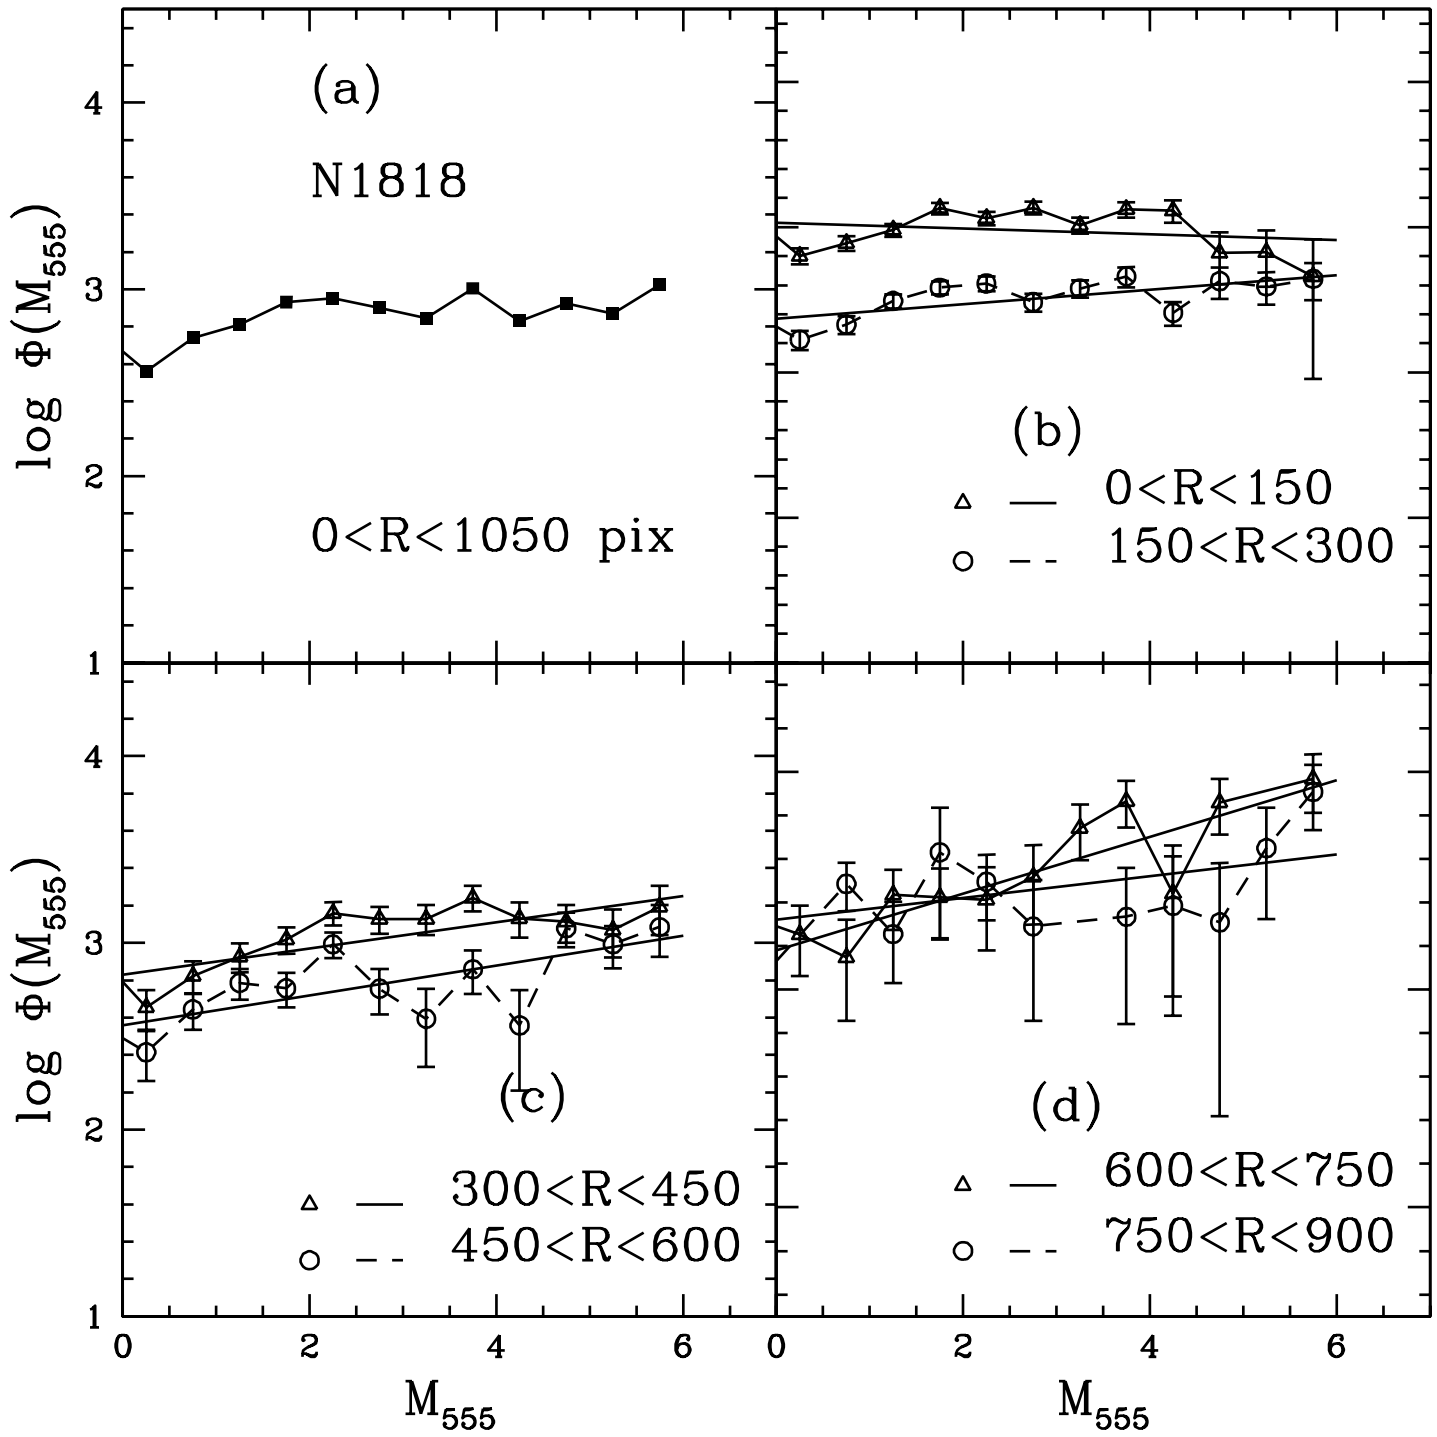 (a)
N1818
0<R<1050 pix
log Φ(M555)
4
3
2
1
(b)
0<R<150
150<R<300
(c)
300<R<450
450<R<600
log Φ(M555)
4
3
2
1
0 2 4 6
M555
(d)
600<R<750
750<R<900
0 2 4 6
M555